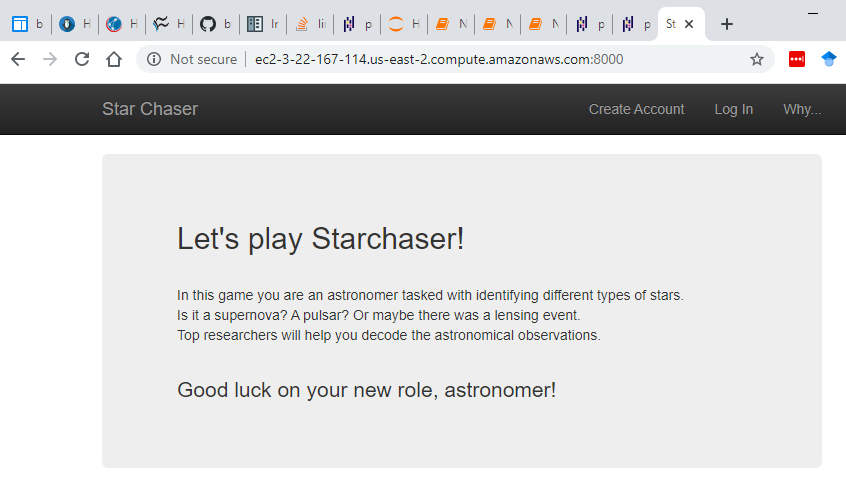 b H H H G b Ir lii p H N N N p p St
Not secure ec2-3-22-167-114.us-east-2.compute.amazonaws.com:8000
Star Chaser Create Account Log In Why...
Let's play Starchaser!
In this game you are an astronomer tasked with identifying different types of stars.
Is it a supernova? A pulsar? Or maybe there was a lensing event.
Top researchers will help you decode the astronomical observations.
Good luck on your new role, astronomer!